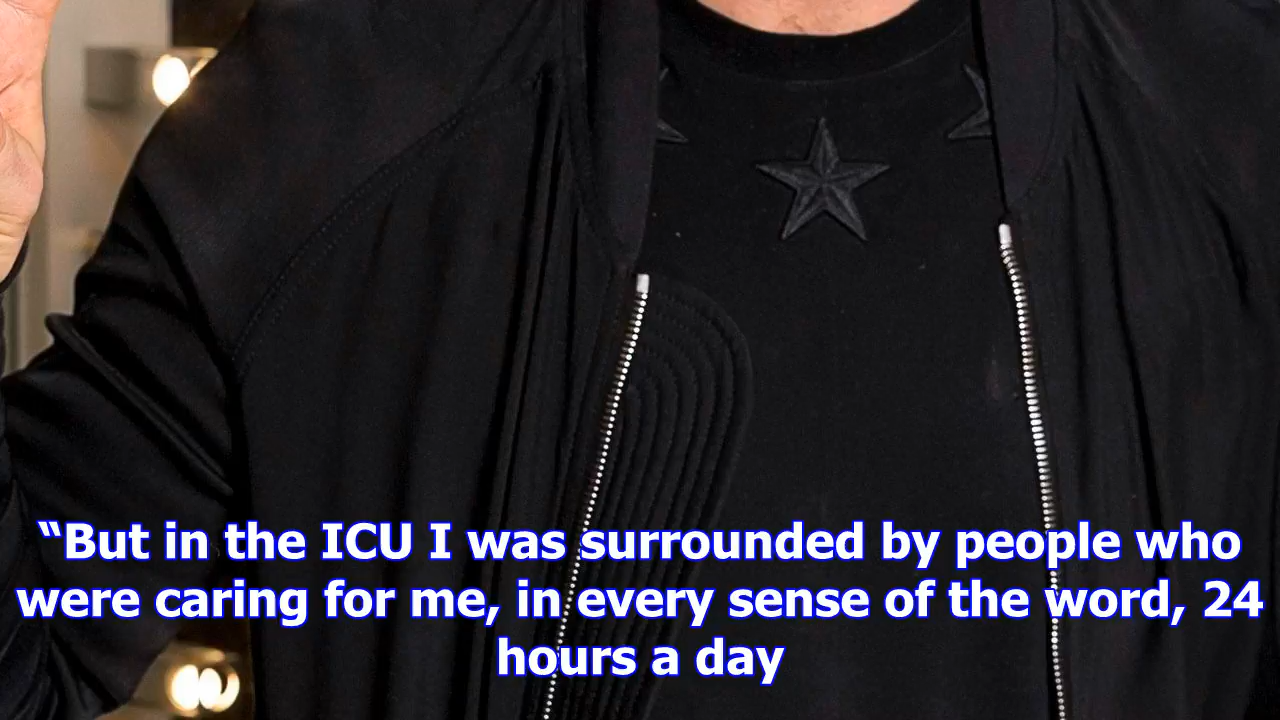 “But in the ICU I was surrounded by people who
were caring for me, in every sense of the word, 24
hours a day